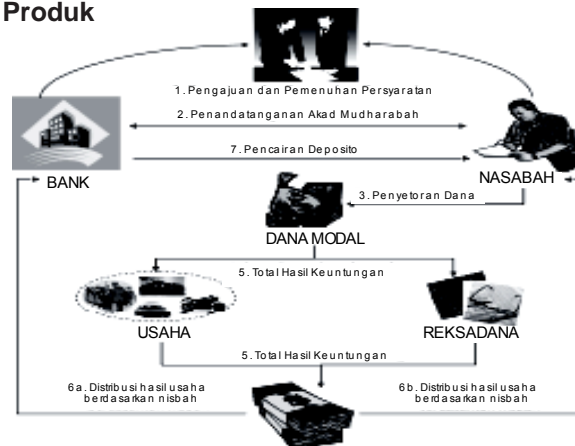 Produk
1. Pengajuan dan Pemenuhan Persyaratan
2. Penandatanganan Akad Mudharabah
7. Pencairan Deposito
BANK
NASABAH
3. Penyetoran Dana
DANA MODAL
5. Total Hasil Keuntungan
USAHA
REKSADANA
5. Total Hasil Keuntungan
6a. Distribusi hasil usaha
berdasarkan nisbah
6b. Distribusi hasil usaha
berdasarkan nisbah